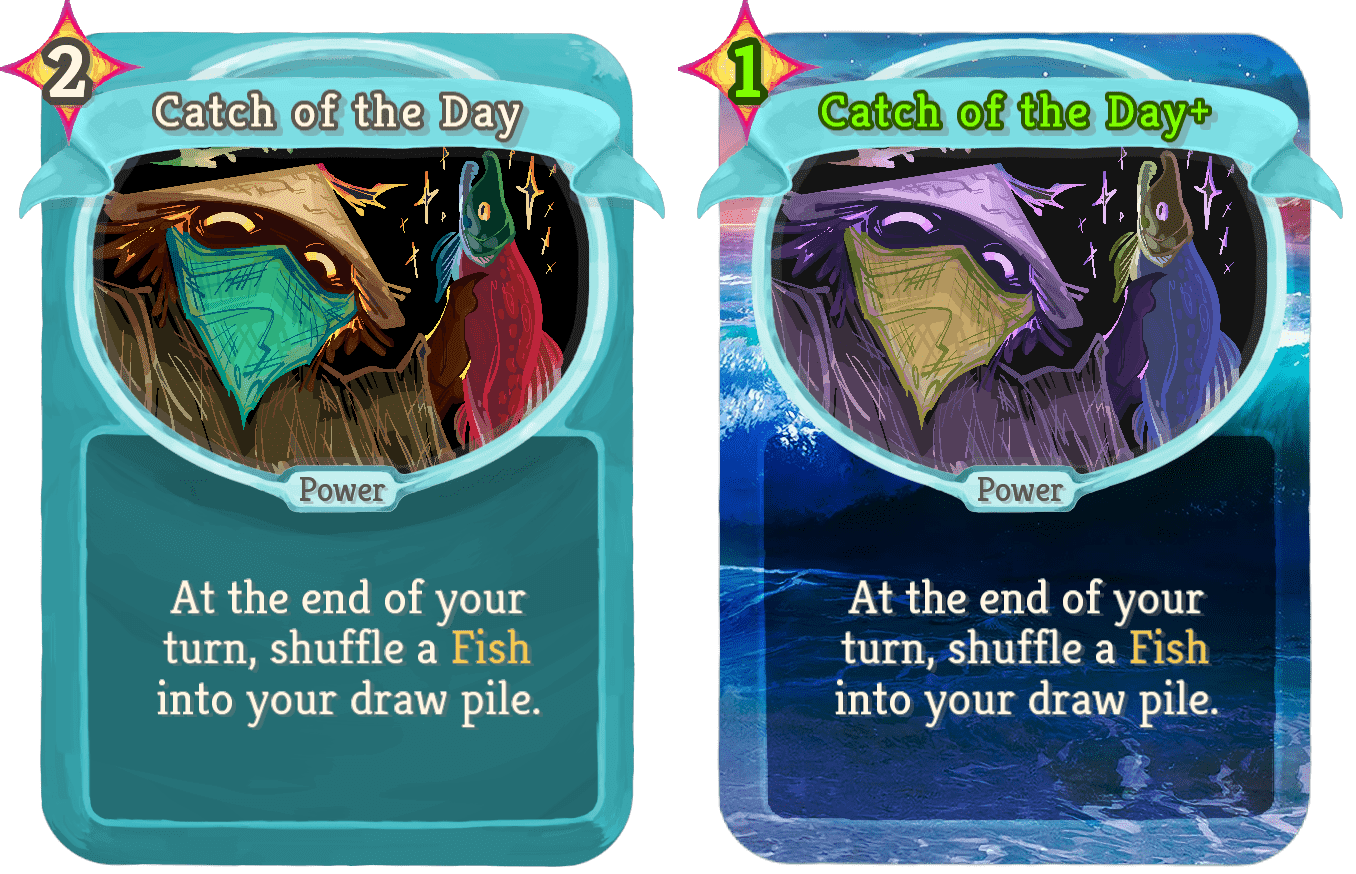 2
Catch of the Day
Power
At the end of your
turn, shuffle a Fish
into your draw pile.
1
Catch of the Day+
Power
At the end of your
turn, shuffle a Fish
into your draw pile.